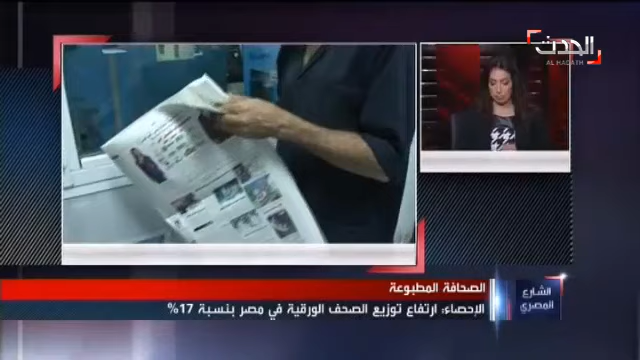 الحدث
AL HADATH
الصحافة المطبوعة
الشارع المصري
الإحصاء: ارتفاع توزيع الصحف الورقية في مصر بنسبة 17%